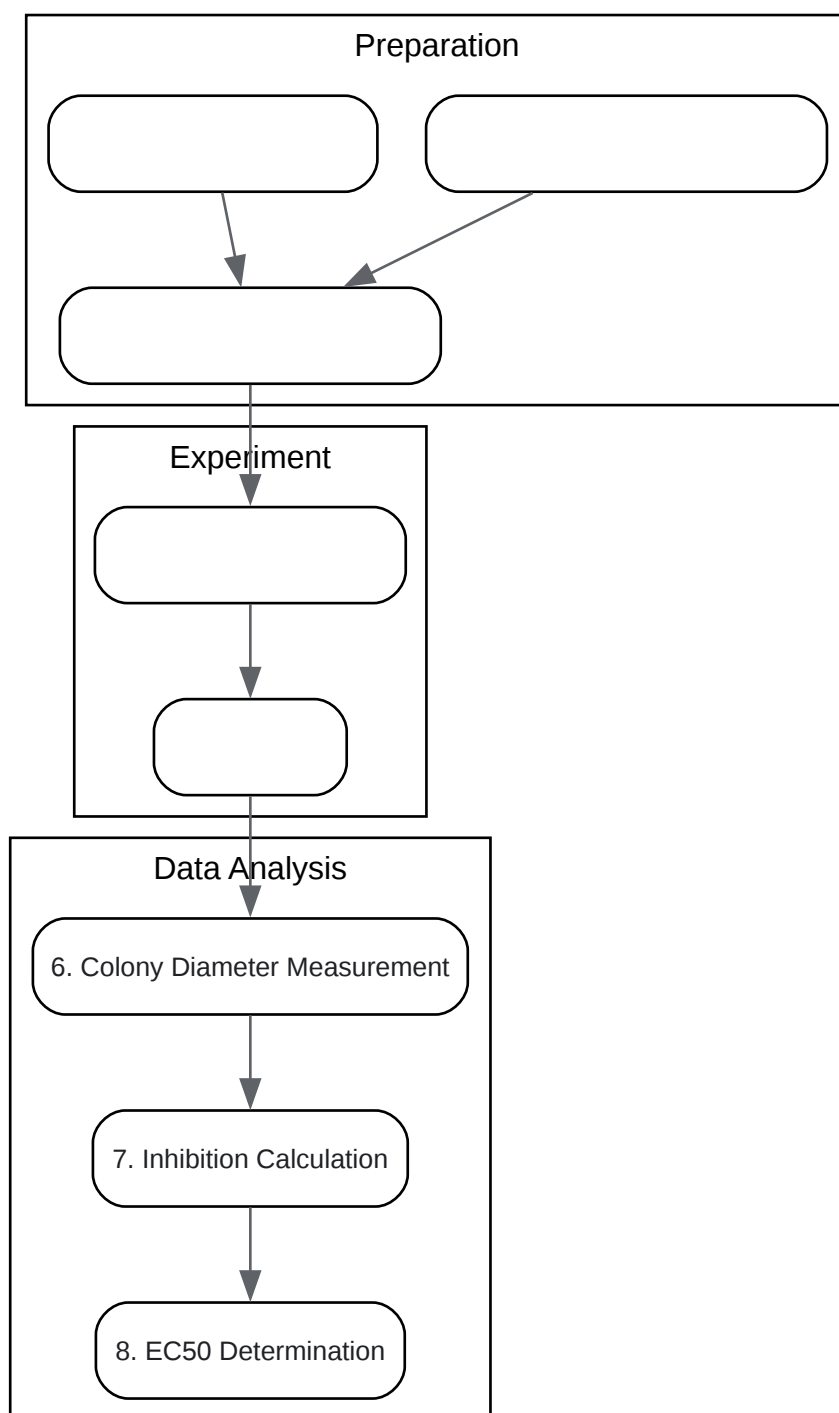 Preparation
Experiment
Data Analysis
6. Colony Diameter Measurement
7. Inhibition Calculation
8. EC50 Determination